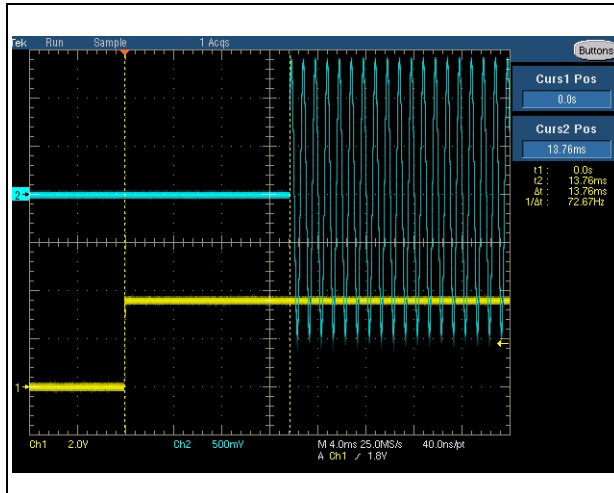 Tek Run Sample 1 Acqs
Buttons
Curs1 Pos
0.0s
Curs2 Pos
13.76ms
t1 : 0.0s
t2 : 13.76ms
Δt : 13.76ms
1/Δt : 72.67Hz
2
1
Ch1 2.0V Ch2 500mV M 4.0ms 25.0MS/s 40.0ns/pt
A Ch1 ∕ 1.8V